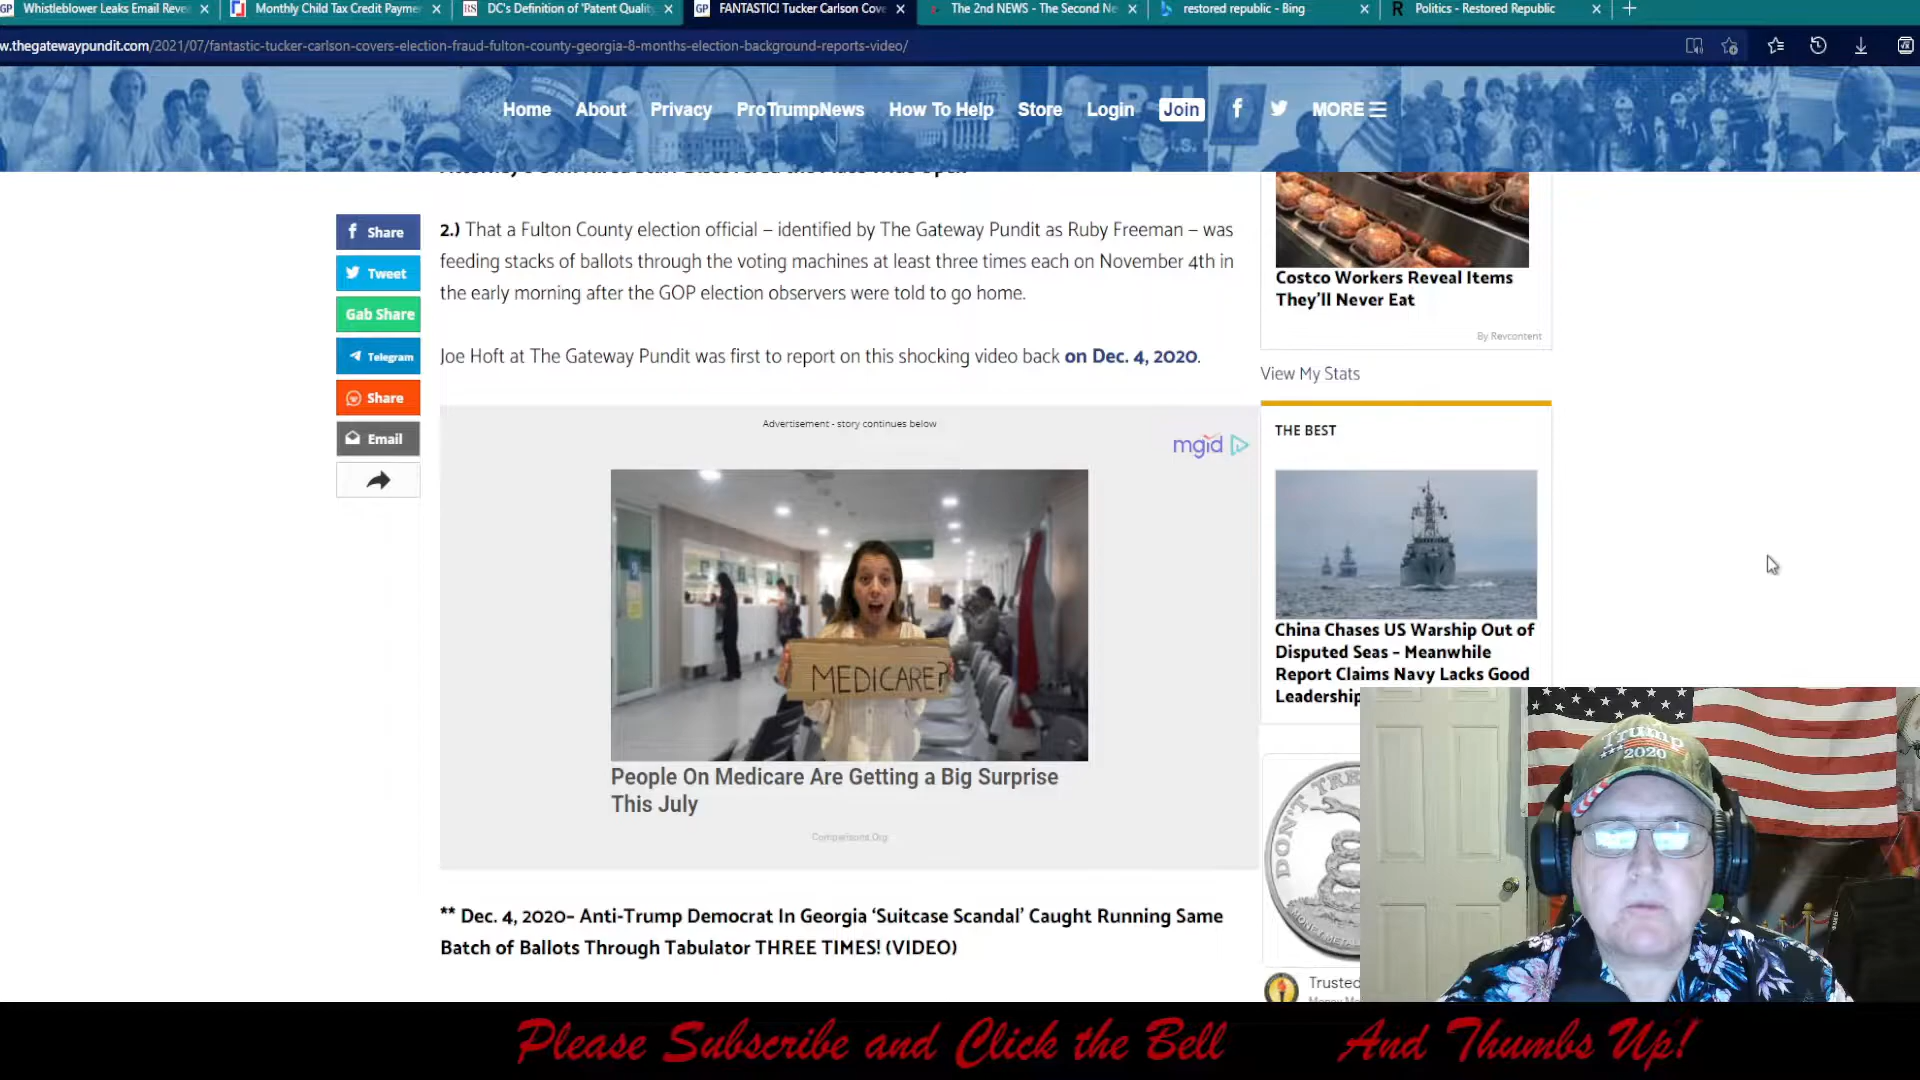 GP Whistleblower Leaks Email Reve
Monthly Child Tax Credit Payme
RS DC's Definition of 'Patent Quality
GP FANTASTIC! Tucker Carlson Cov
The 2nd NEWS - The Second Ne
restored republic - Bing
R Politics - Restored Republic
w.thegatewaypundit.com/2021/07/fantastic-tucker-carlson-covers-election-fraud-fulton-county-georgia-8-months-election-background-reports-video/
Home About Privacy ProTrumpNews How To Help Store Login Join MORE
Share
Tweet
Gab Share
Telegram
Share
Email
2.) That a Fulton County election official – identified by The Gateway Pundit as Ruby Freeman – was
feeding stacks of ballots through the voting machines at least three times each on November 4th in
the early morning after the GOP election observers were told to go home.
Joe Hoft at The Gateway Pundit was first to report on this shocking video back on Dec. 4, 2020.
Advertisement - story continues below
mgid
MEDICARE?
People On Medicare Are Getting a Big Surprise
This July
Comparisons.Org
** Dec. 4, 2020– Anti-Trump Democrat In Georgia ‘Suitcase Scandal’ Caught Running Same
Batch of Ballots Through Tabulator THREE TIMES! (VIDEO)
Costco Workers Reveal Items
They’ll Never Eat
By Revcontent
View My Stats
THE BEST
China Chases US Warship Out of
Disputed Seas – Meanwhile
Report Claims Navy Lacks Good
Leadership
DON'T TRE
Trusted
Trump
2020
Please Subscribe and Click the Bell And Thumbs Up!